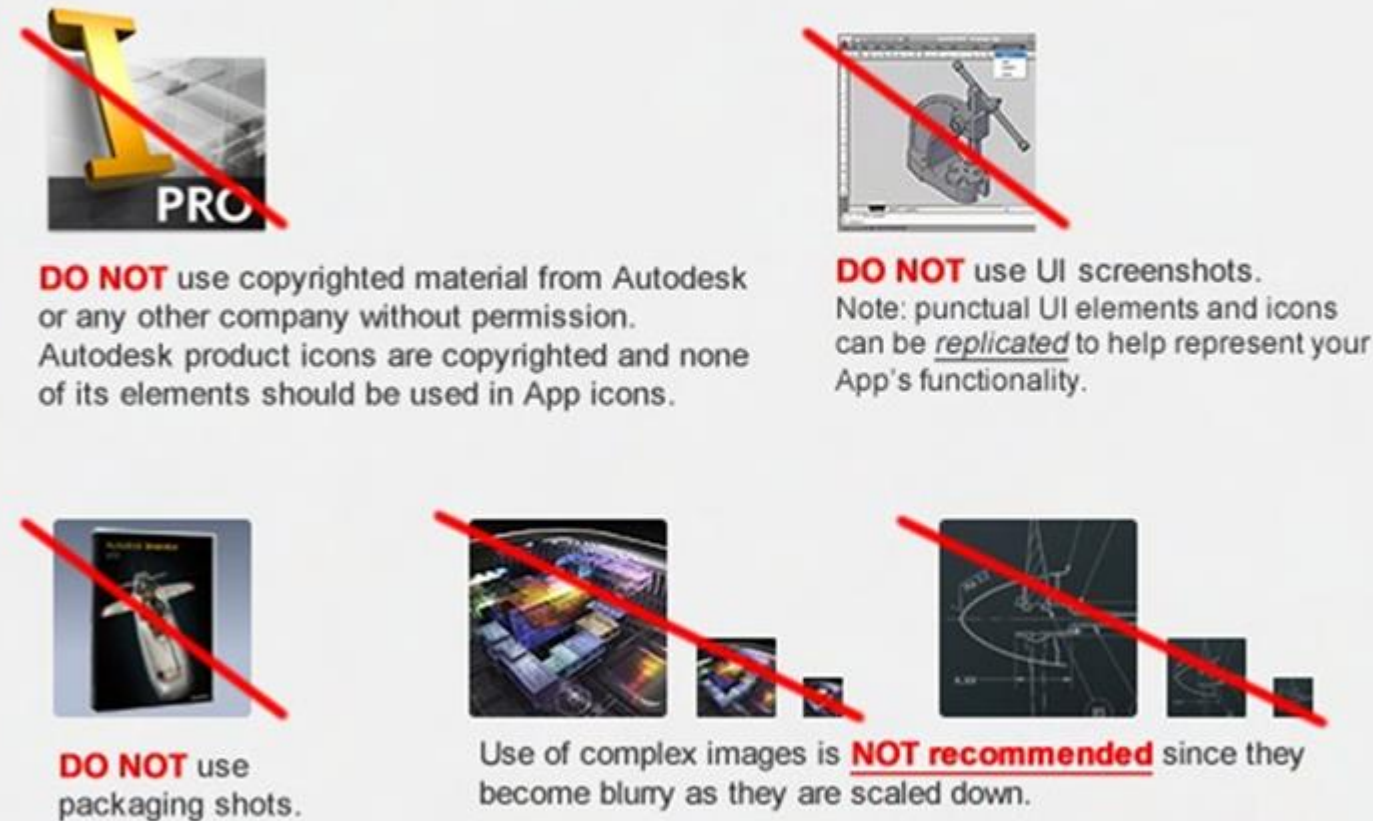 PRO
DO NOT use copyrighted material from Autodesk
or any other company without permission.
Autodesk product icons are copyrighted and none
of its elements should be used in App icons.
DO NOT use UI screenshots.
Note: punctual UI elements and icons
can be replicated to help represent your
App's functionality.
DO NOT use
packaging shots.
Use of complex images is NOT recommended since they
become blurry as they are scaled down.